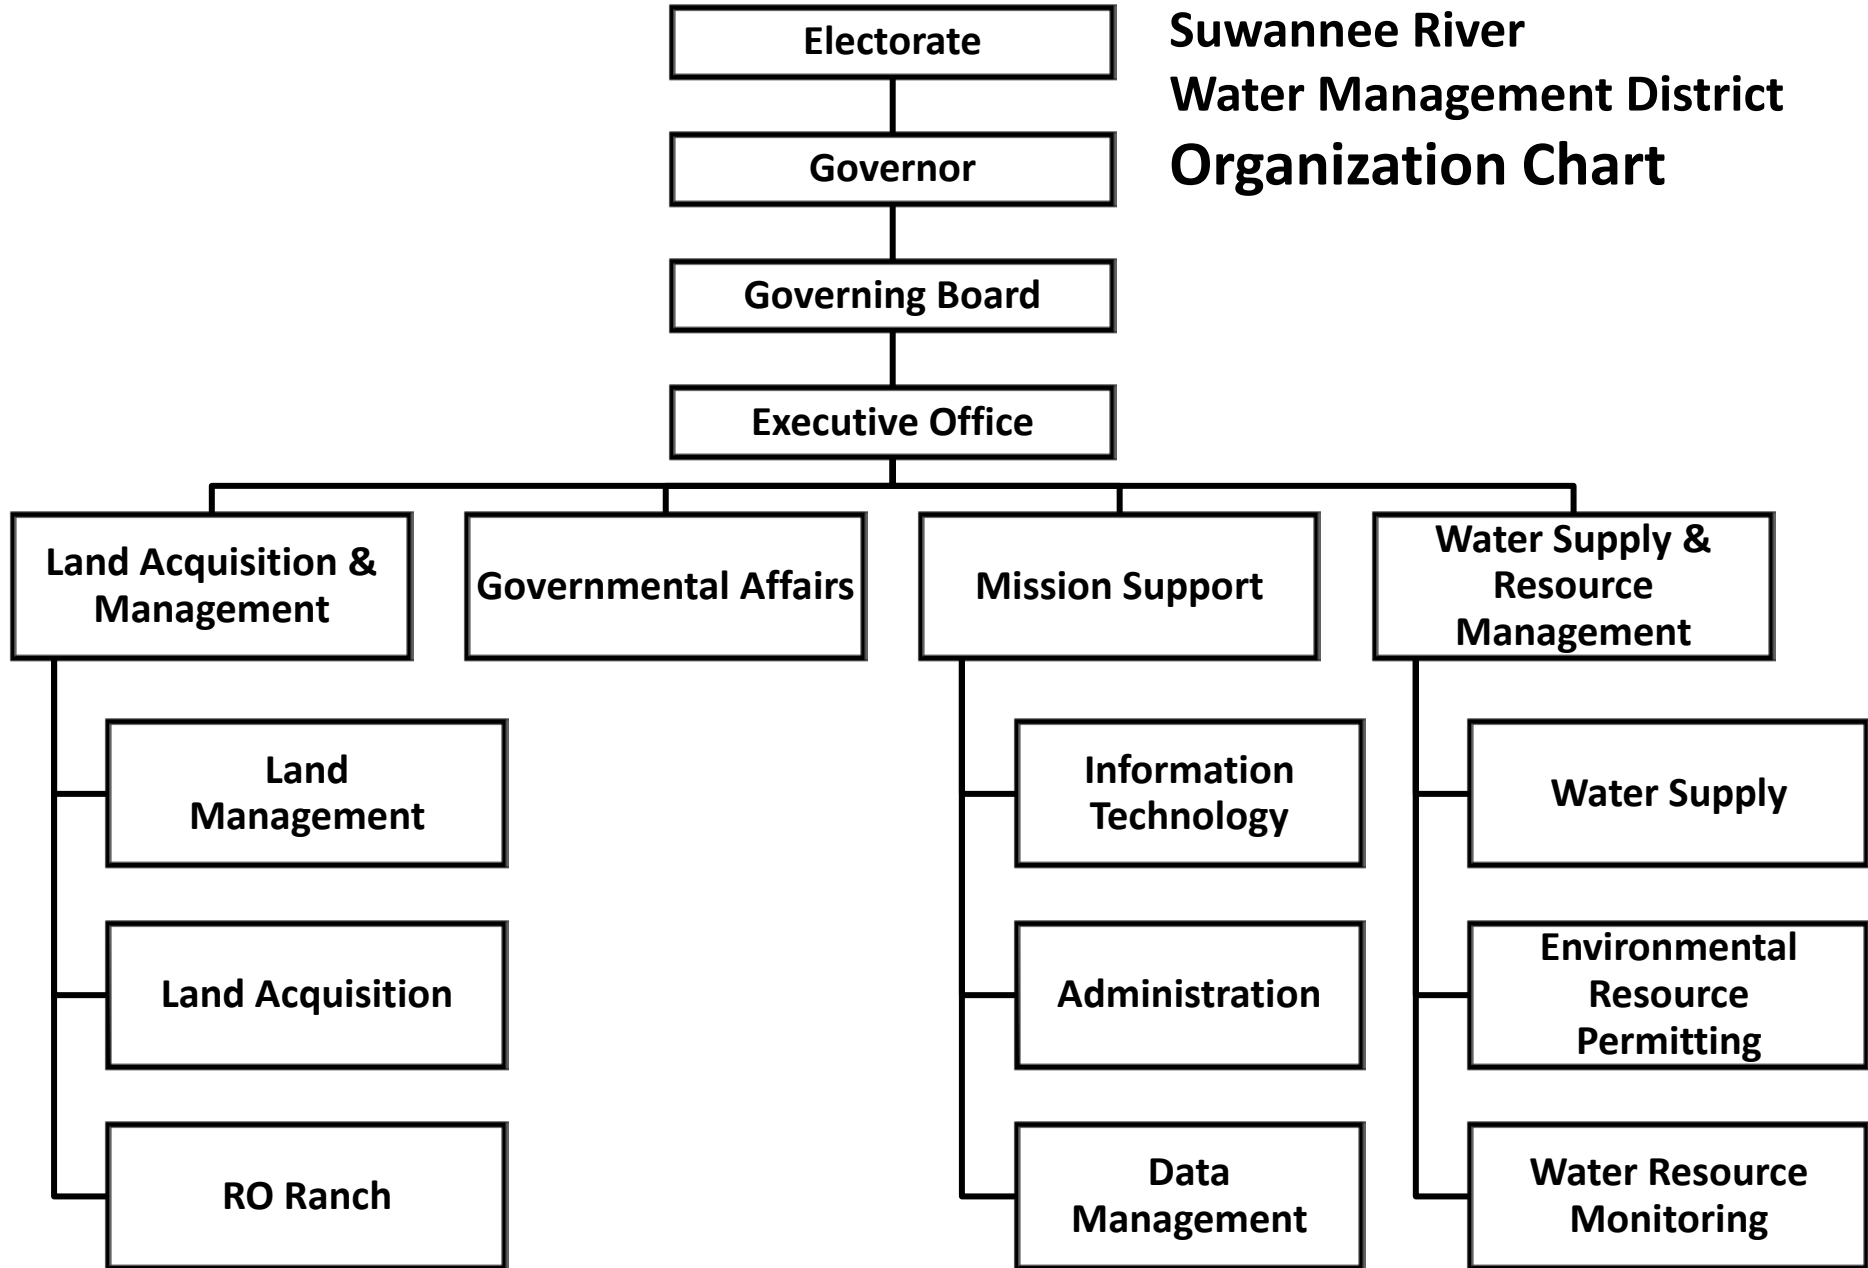 Suwannee River
Water Management District
Organization Chart
Electorate
Governor
Governing Board
Executive Office
Land Acquisition &
Management
Governmental Affairs
Mission Support
Water Supply &
Resource
Management
Land
Management
Land Acquisition
RO Ranch
Information
Technology
Administration
Data
Management
Water Supply
Environmental
Resource
Permitting
Water Resource
Monitoring